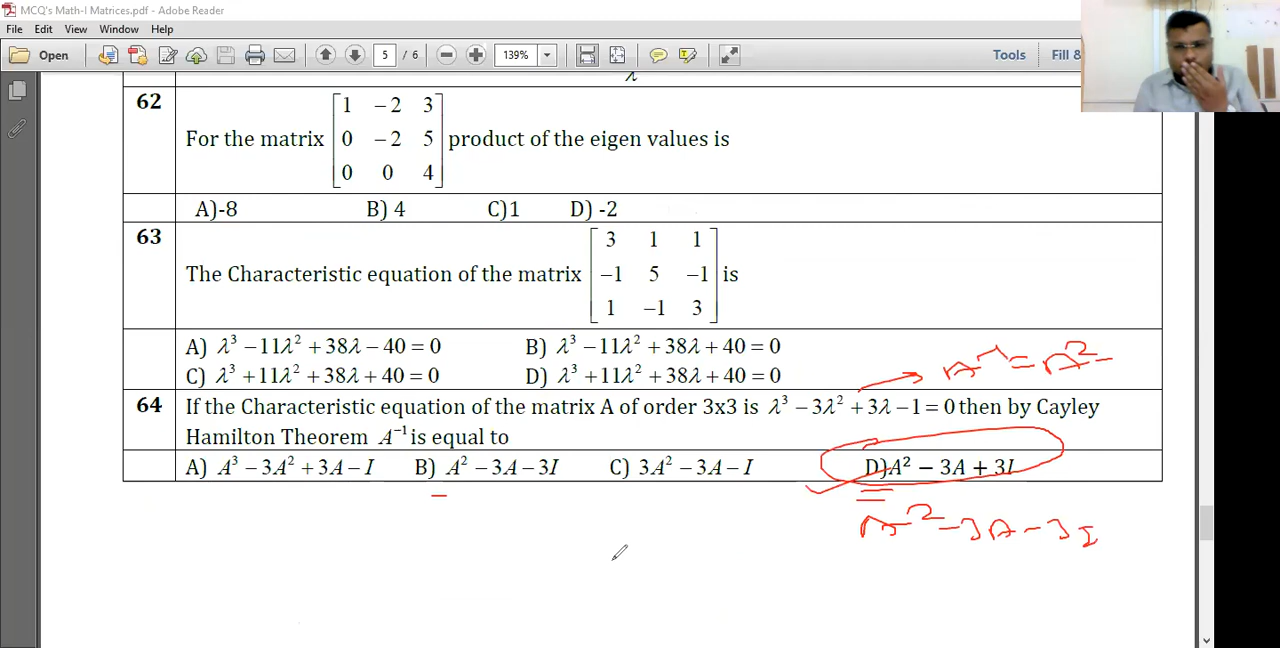 MCQ's Math-I Matrices.pdf - Adobe Reader
File Edit View Window Help
Open 5 / 6 139% Tools Fill &
λ
62 For the matrix [1 −2 3; 0 −2 5; 0 0 4] product of the eigen values is
A)-8 B) 4 C)1 D) -2
63 The Characteristic equation of the matrix [3 1 1; −1 5 −1; 1 −1 3] is
A) λ³ −11λ² +38λ − 40 = 0 B) λ³ −11λ² +38λ + 40 = 0
C) λ³ +11λ² +38λ + 40 = 0 D) λ³ +11λ² +38λ + 40 = 0
A⁻¹ = A² −
64 If the Characteristic equation of the matrix A of order 3x3 is λ³ − 3λ² + 3λ − 1 = 0 then by Cayley
Hamilton Theorem A⁻¹ is equal to
A) A³ − 3A² + 3A − I B) A² − 3A − 3I C) 3A² − 3A − I D)A² − 3A + 3I
A² − 3A − 3I